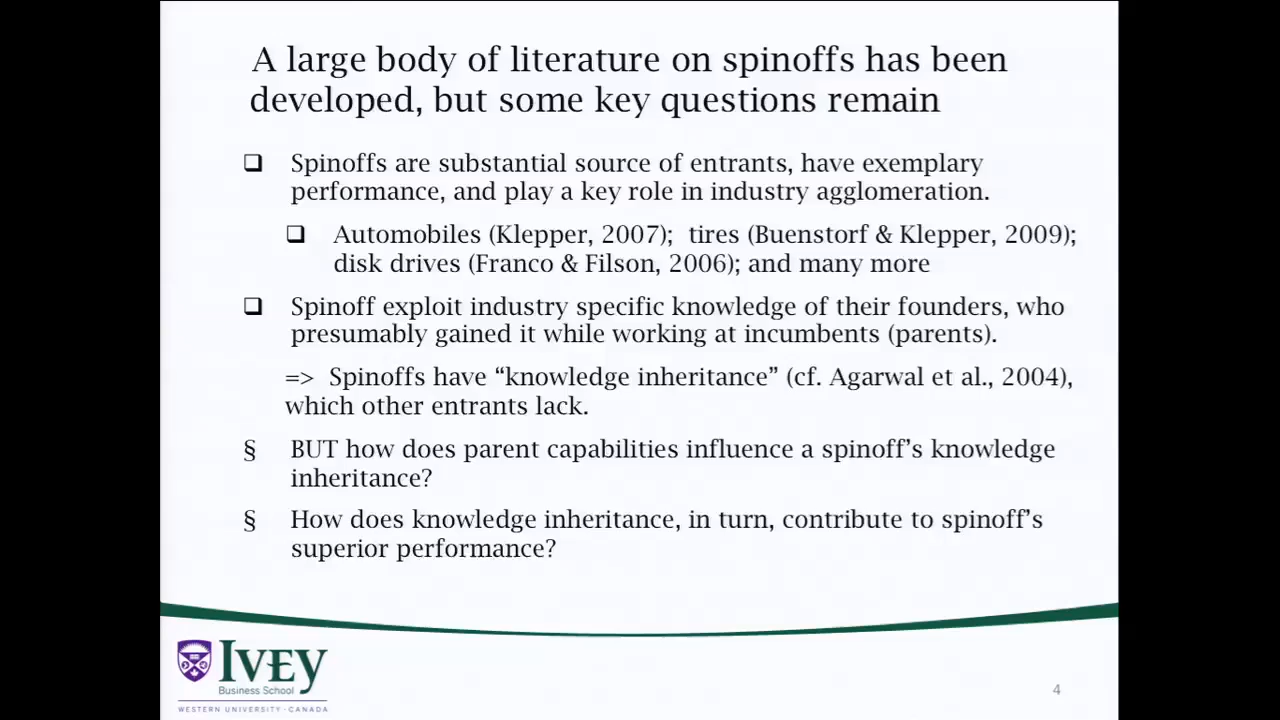 A large body of literature on spinoffs has been
developed, but some key questions remain
❑ Spinoffs are substantial source of entrants, have exemplary
performance, and play a key role in industry agglomeration.
❑ Automobiles (Klepper, 2007); tires (Buenstorf & Klepper, 2009);
disk drives (Franco & Filson, 2006); and many more
❑ Spinoff exploit industry specific knowledge of their founders, who
presumably gained it while working at incumbents (parents).
=> Spinoffs have “knowledge inheritance” (cf. Agarwal et al., 2004),
which other entrants lack.
§ BUT how does parent capabilities influence a spinoff’s knowledge
inheritance?
§ How does knowledge inheritance, in turn, contribute to spinoff’s
superior performance?
IVEY
Business School
WESTERN UNIVERSITY · CANADA
4